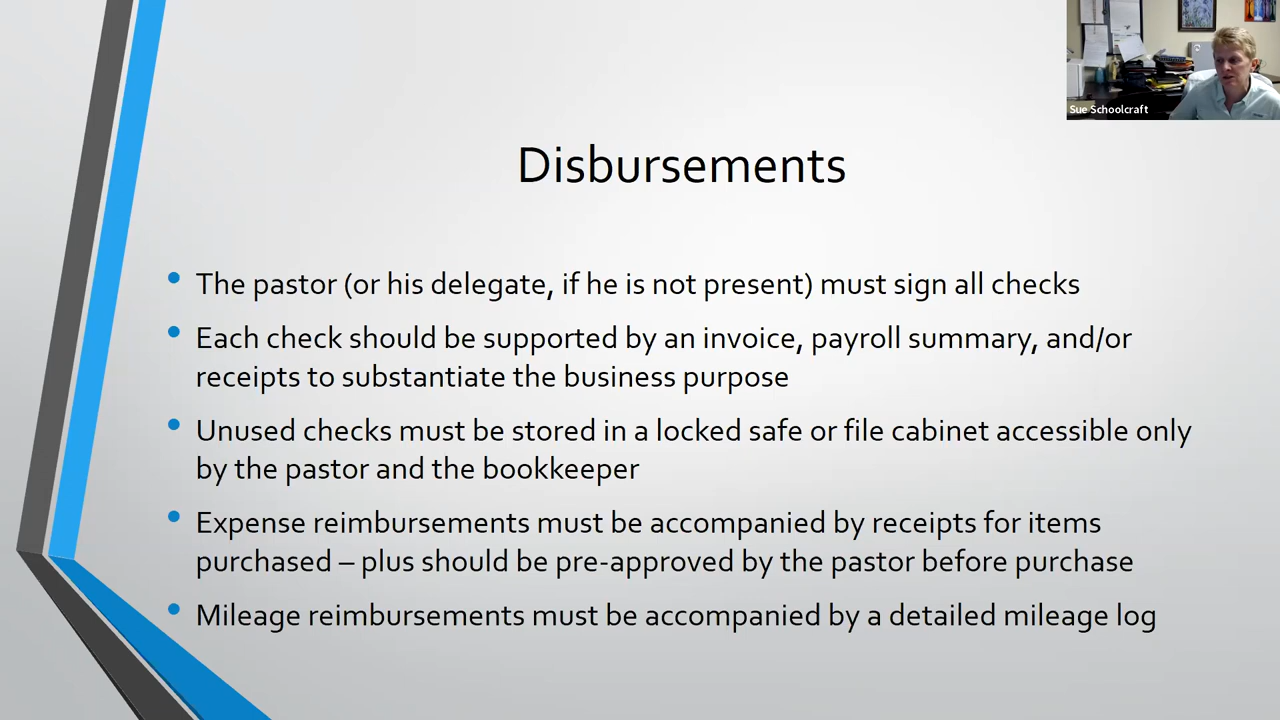 Sue Schoolcraft
Disbursements
• The pastor (or his delegate, if he is not present) must sign all checks
• Each check should be supported by an invoice, payroll summary, and/or
receipts to substantiate the business purpose
• Unused checks must be stored in a locked safe or file cabinet accessible only
by the pastor and the bookkeeper
• Expense reimbursements must be accompanied by receipts for items
purchased – plus should be pre-approved by the pastor before purchase
• Mileage reimbursements must be accompanied by a detailed mileage log